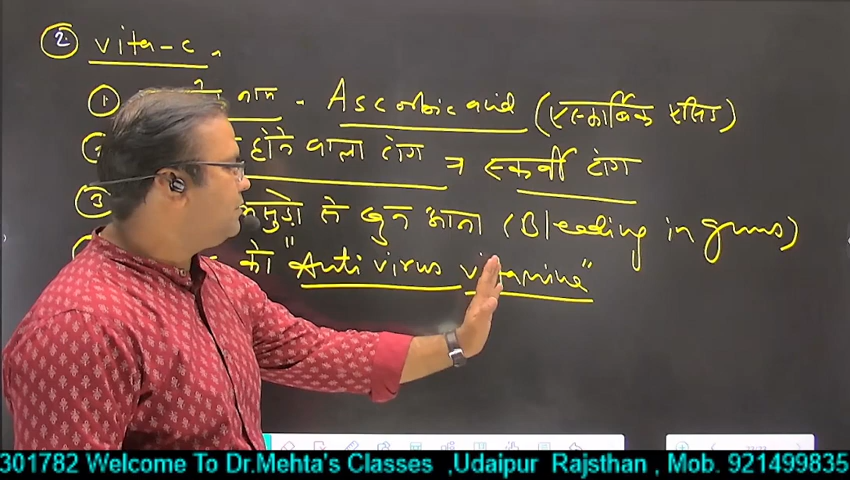 ② vita-c.
① नाम - Ascorbic acid (एस्कार्बिक एसिड)
होने वाला रोग → स्कर्वी रोग
③ से खुन आना (Bleeding in gums)
को "Anti virus vitamine"
301782 Welcome To Dr.Mehta's Classes ,Udaipur Rajsthan , Mob. 921499835